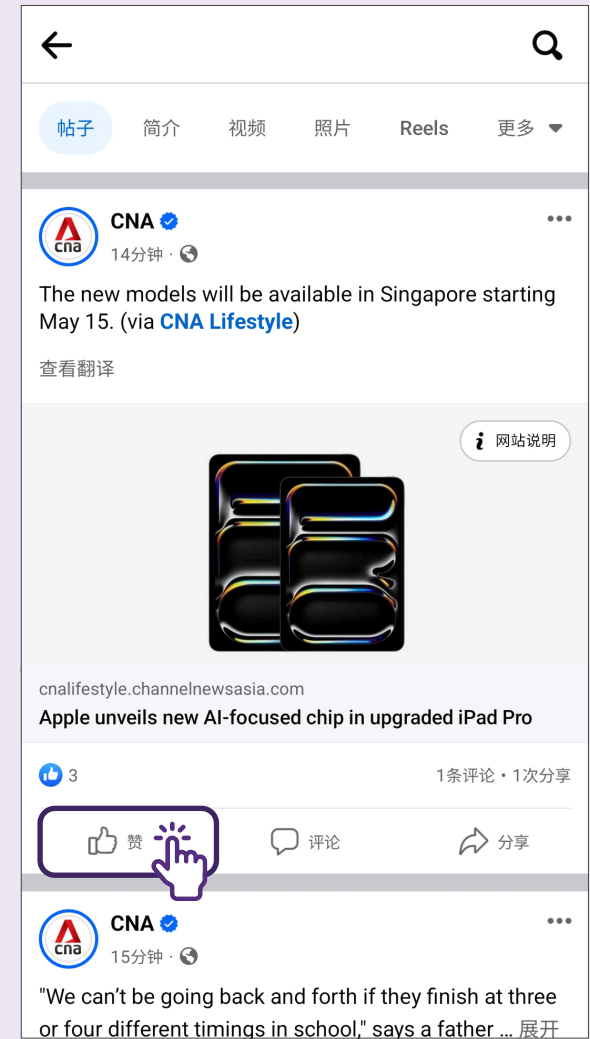 帖子 简介 视频 照片 Reels 更多
cna
CNA
14分钟 ·
The new models will be available in Singapore starting
May 15. (via CNA Lifestyle)
查看翻译
i 网站说明
cnalifestyle.channelnewsasia.com
Apple unveils new AI-focused chip in upgraded iPad Pro
3 1条评论 • 1次分享
赞 评论 分享
cna
CNA
15分钟 ·
"We can’t be going back and forth if they finish at three
or four different timings in school," says a father ... 展开